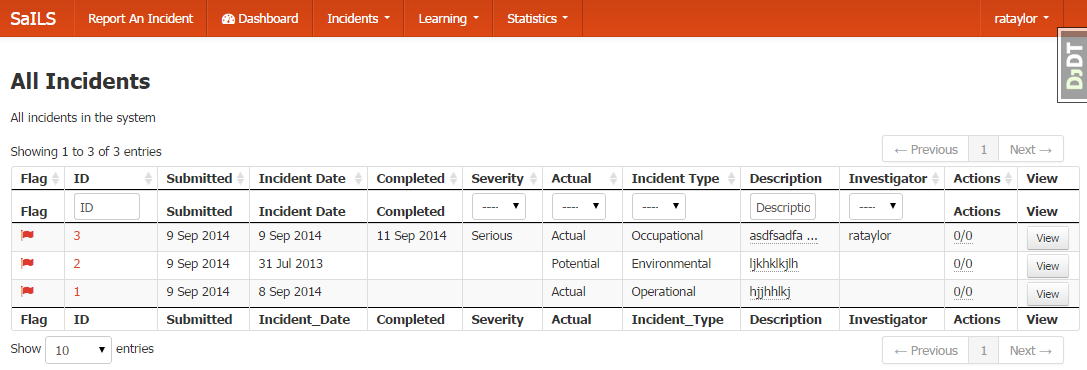 SaILS Report An Incident Dashboard Incidents Learning Statistics rataylor
DJDT
All Incidents
All incidents in the system
Showing 1 to 3 of 3 entries
← Previous 1 Next →
Flag ID Submitted Incident Date Completed Severity Actual Incident Type Description Investigator Actions View
Flag ID Submitted Incident Date Completed ---- ---- ---- Descriptio ---- Actions View
3 9 Sep 2014 9 Sep 2014 11 Sep 2014 Serious Actual Occupational asdfsadfa ... rataylor 0/0 View
2 9 Sep 2014 31 Jul 2013 Potential Environmental ljkhklkjlh 0/0 View
1 9 Sep 2014 8 Sep 2014 Actual Operational hjjhhlkj 0/0 View
Flag ID Submitted Incident_Date Completed Severity Actual Incident_Type Description Investigator Actions View
Show 10 entries
← Previous 1 Next →